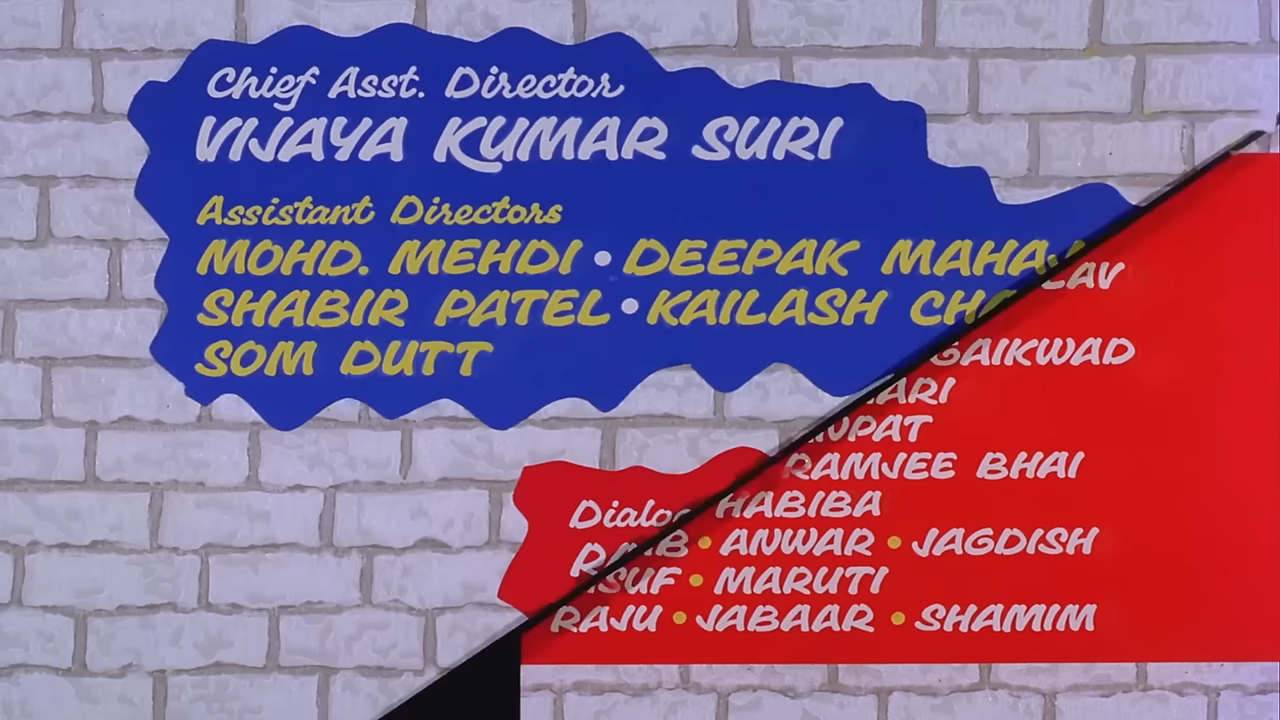 Chief Asst. Director
VIJAYA KUMAR SURI
Assistant Directors
MOHD. MEHDI • DEEPAK
SHABIR PATEL • KAILASH
SOM DUTT
GAIKWAD
RAMJEE BHAI
HABIBA
• ANWAR • JAGDISH
• MARUTI
RAJU • JABAAR • SHAMIM